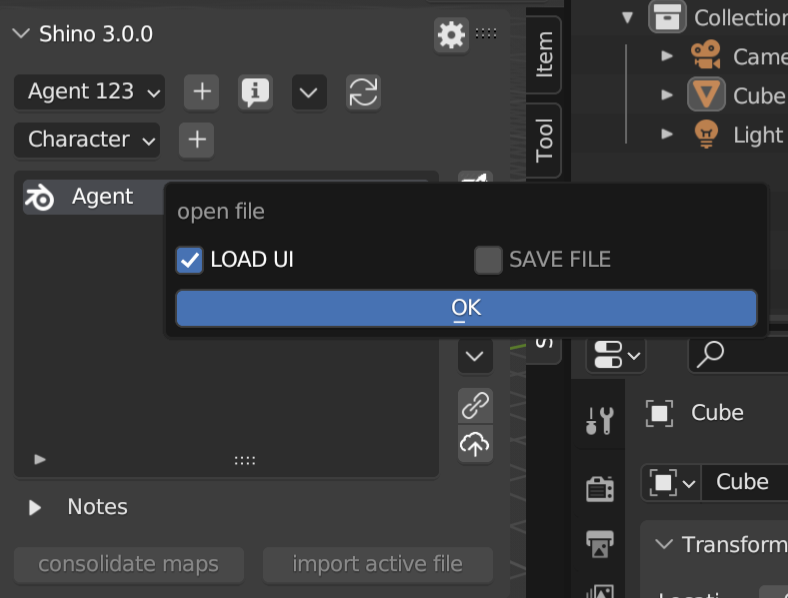 Shino 3.0.0
Agent 123
Character
Agent
open file
LOAD UI
SAVE FILE
OK
Notes
consolidate maps
import active file
Item
Tool
Collection
Came
Cube
Light
Cube
Cube
Transform